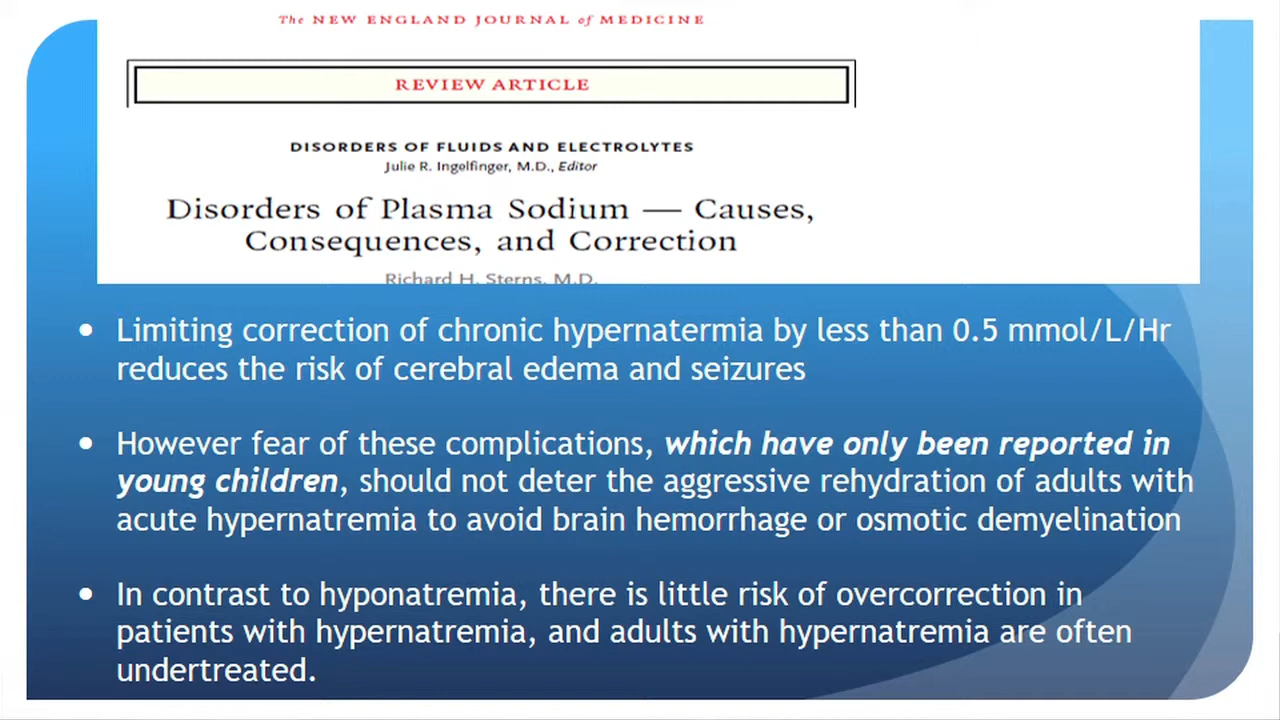 The NEW ENGLAND JOURNAL of MEDICINE
REVIEW ARTICLE
DISORDERS OF FLUIDS AND ELECTROLYTES
Julie R. Ingelfinger, M.D., Editor
Disorders of Plasma Sodium — Causes,
Consequences, and Correction
Richard H. Sterns, M.D.
• Limiting correction of chronic hypernatermia by less than 0.5 mmol/L/Hr
reduces the risk of cerebral edema and seizures
• However fear of these complications, which have only been reported in
young children, should not deter the aggressive rehydration of adults with
acute hypernatremia to avoid brain hemorrhage or osmotic demyelination
• In contrast to hyponatremia, there is little risk of overcorrection in
patients with hypernatremia, and adults with hypernatremia are often
undertreated.